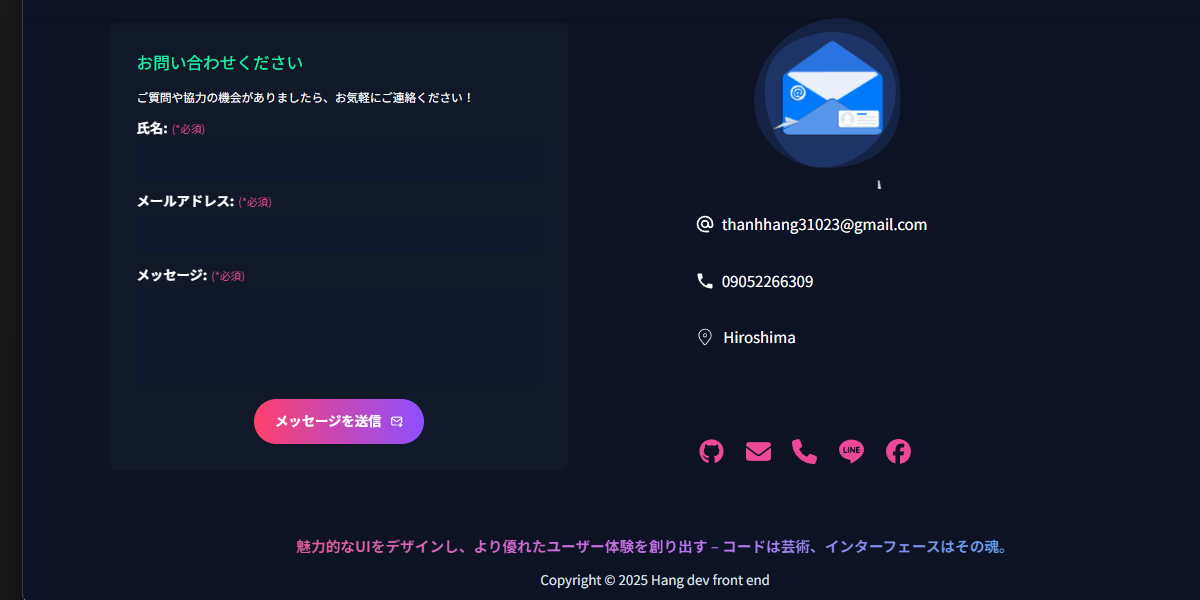 お問い合わせください
ご質問や協力の機会がありましたら、お気軽にご連絡ください！
氏名: (*必須)
メールアドレス: (*必須)
メッセージ: (*必須)
メッセージを送信
@
thanhhang31023@gmail.com
09052266309
Hiroshima
LINE
魅力的なUIをデザインし、より優れたユーザー体験を創り出す – コードは芸術、インターフェースはその魂。
Copyright © 2025 Hang dev front end